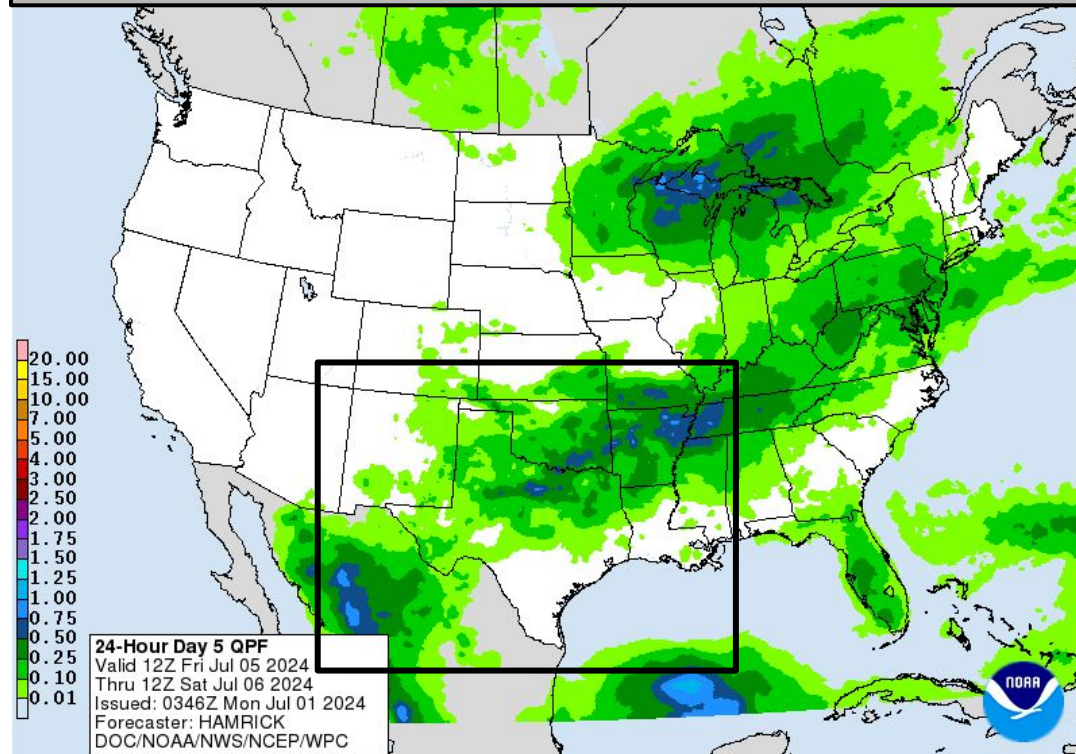 20.00
15.00
10.00
7.00
5.00
4.00
3.00
2.50
2.00
1.75
1.50
1.25
1.00
0.75
0.50
0.25
0.10
0.01
24-Hour Day 5 QPF
Valid 12Z Fri Jul 05 2024
Thru 12Z Sat Jul 06 2024
Issued: 0346Z Mon Jul 01 2024
Forecaster: HAMRICK
DOC/NOAA/NWS/NCEP/WPC
NOAA